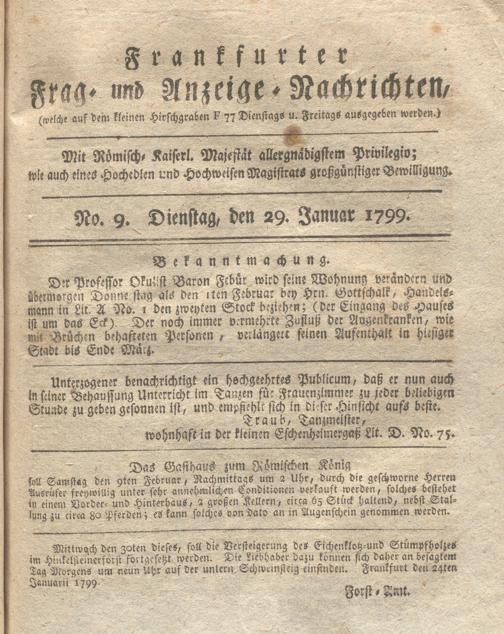 Frankfurter
Frag- und Anzeige-Nachrichten,
(welche auf dem kleinen Hirschgraben F 77 Dienstags u. Freitags ausgegeben werden.)
Mit Römisch-Kaiserl. Majestät allergnädigstem Privilegio;
wie auch eines Hochedlen und Hochweisen Magistrats großgünstiger Bewilligung.
No. 9. Dienstag, den 29. Januar 1799.
Bekanntmachung.
Der Professor Okulist Baron Febür wird seine Wohnung verändern und
übermorgen Donnerstag als den 1ten Februar bey Hrn. Gottschalk, Handels-
mann in Lit. A No. 1 den zweyten Stock beziehen; (der Eingang des Hauses
ist um das Eck). Der noch immer vermehrte Zufluß der Augenkranken, wie
mit Brüchen behafteten Personen, verlängert seinen Aufenthalt in hiesiger
Stadt bis Ende März.
Unterzogener benachrichtigt ein hochgeehrtes Publicum, daß er nun auch
in seiner Behaussung Unterricht im Tanzen für Frauenzimmer zu jeder beliebigen
Stunde zu geben gesonnen ist, und empfiehlt sich in dieser Hinsicht aufs beste.
Traub, Tanzmeister,
wohnhaft in der kleinen Eschenheimergaß Lit. D. No. 75.
Das Gasthaus zum Römischen König
soll Samstag den 9ten Februar, Nachmittags um 2 Uhr, durch die geschworne Herren
Ausrüfer freywillig unter sehr annehmlichen Conditionen verkauft werden, solches bestehet
in einem Vorder- und Hinterhaus, 2 großen Kellern, circa 65 Stück haltend, nebst Stal-
lung zu circa 80 Pferden; es kann solches von dato an in Augenschein genommen werden.
Mittwoch den 30ten dieses, soll die Versteigerung des Eichenklotz-und Stümpfholzes
im Hinkelsteinerforst fortgesetzt werden. Die Liebhaber dazu können sich daher an besagtem
Tag Morgens um neun Uhr auf der untern Schweinsteig einfinden. Frankfurt den 24ten
Januarii 1799.
Forst-Amt.